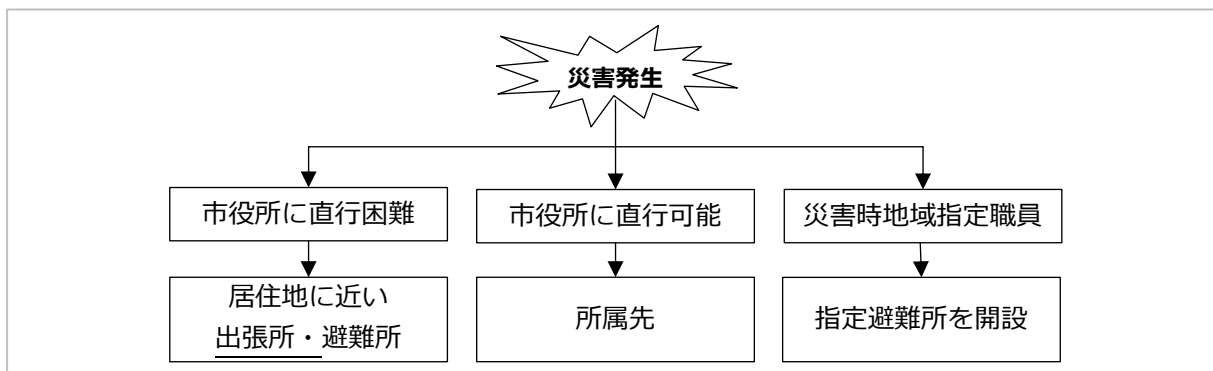 災害発生
市役所に直行困難
市役所に直行可能
災害時地域指定職員
居住地に近い
出張所・避難所
所属先
指定避難所を開設